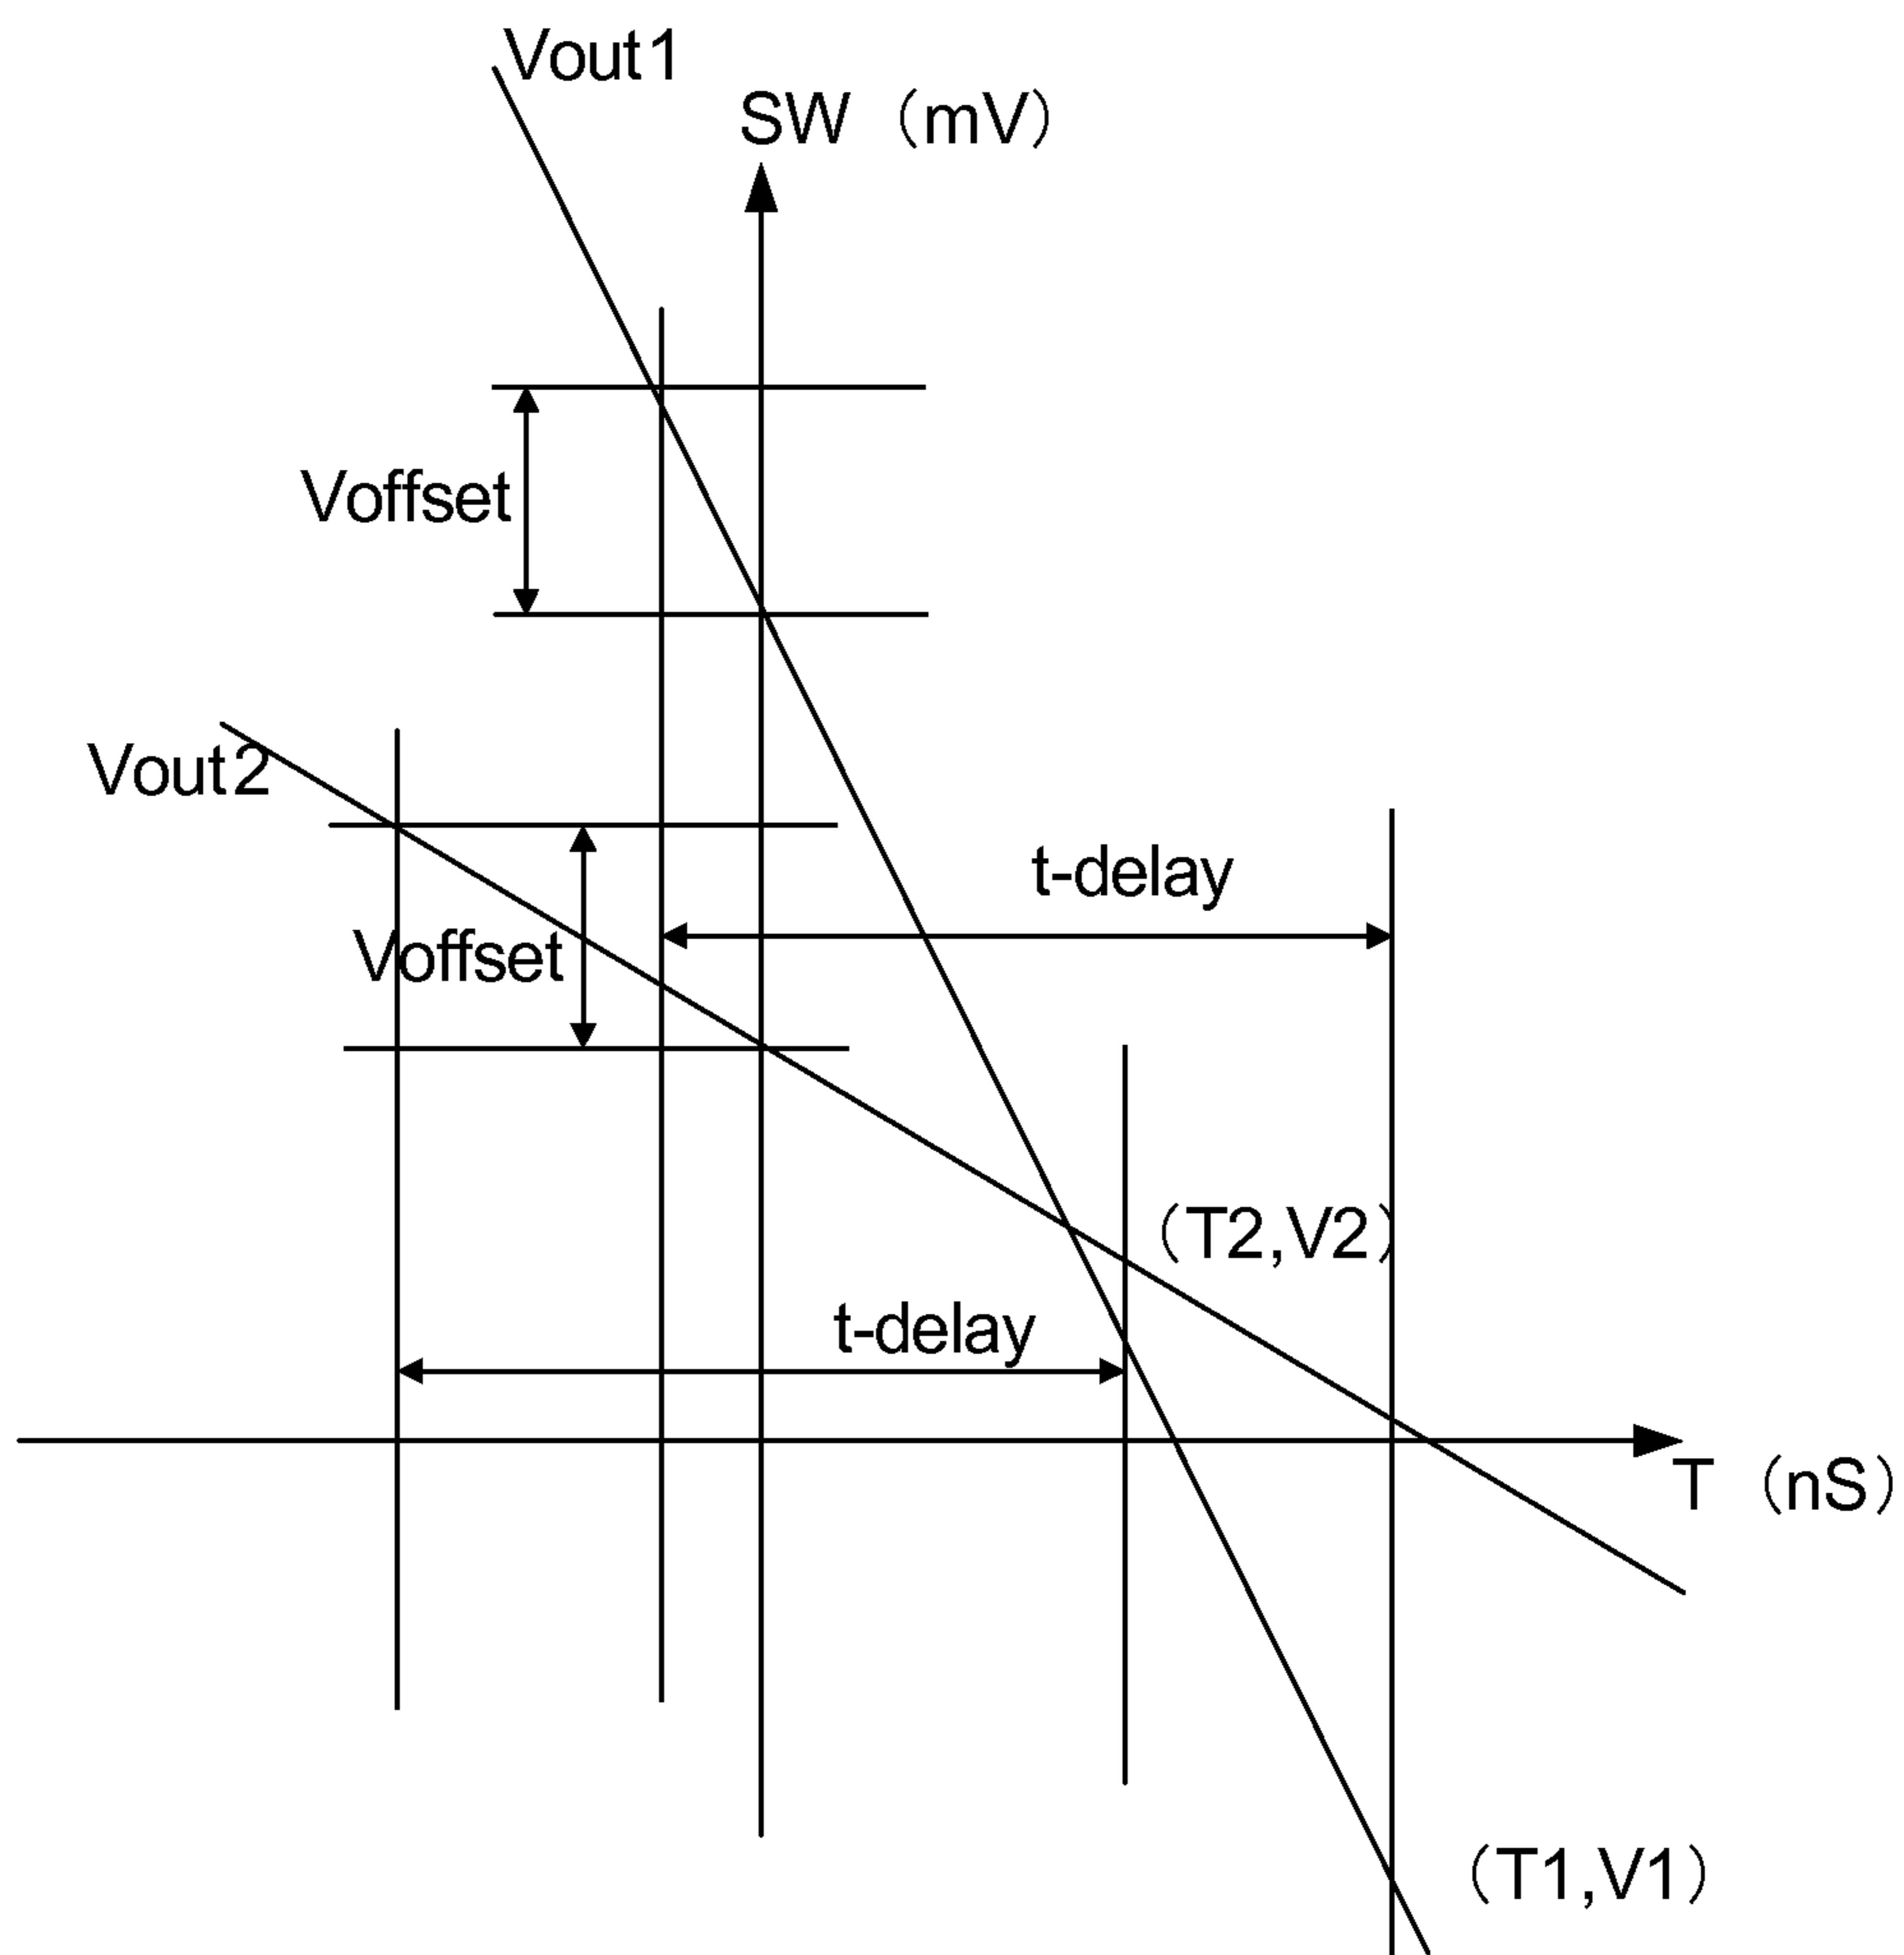 Vout1
SW（mV）
Voffset
Vout2
t-delay
Voffset
（T2,V2）
t-delay
T（nS）
（T1,V1）